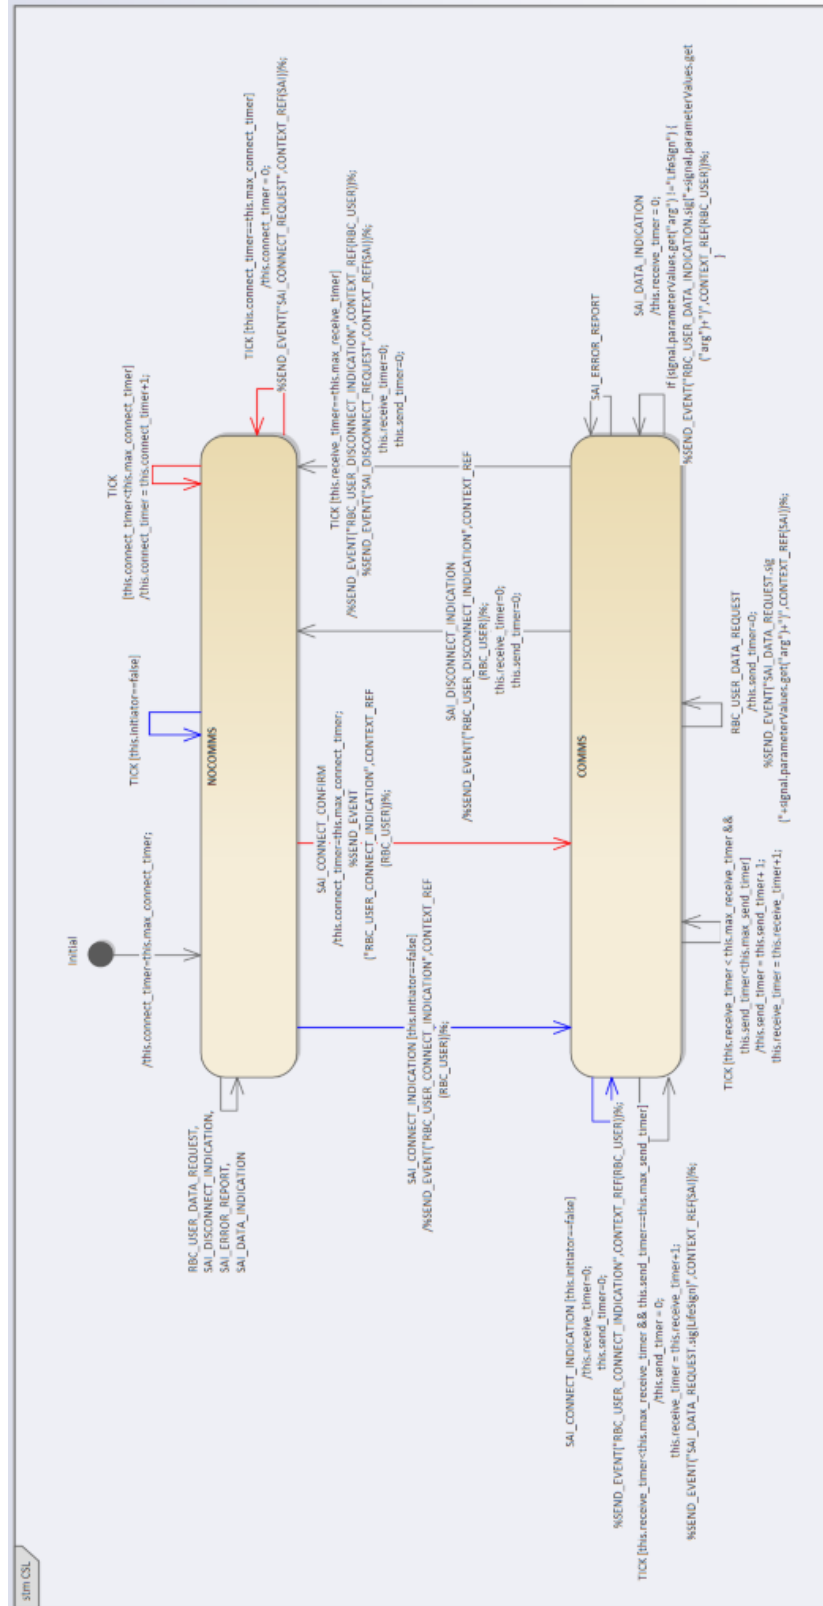 stm CSL
Initial
/this.connect_timer=this.max_connect_timer;
TICK [this.initiator==false]
TICK
[this.connect_timer<this.max_connect_timer]
/this.connect_timer = this.connect_timer+1;
TICK [this.connect_timer==this.max_connect_timer]
/this.connect_timer = 0;
%SEND_EVENT("SAI_CONNECT_REQUEST",CONTEXT_REF(SAI))%;
RBC_USER_DATA_REQUEST,
SAI_DISCONNECT_INDICATION,
SAI_ERROR_REPORT,
SAI_DATA_INDICATION
NOCOMMS
SAI_CONNECT_INDICATION [this.initiator==false]
/%SEND_EVENT("RBC_USER_CONNECT_INDICATION",CONTEXT_REF
(RBC_USER))%;
SAI_CONNECT_CONFIRM
/this.connect_timer=this.max_connect_timer;
%SEND_EVENT
("RBC_USER_CONNECT_INDICATION",CONTEXT_REF
(RBC_USER))%;
SAI_DISCONNECT_INDICATION
/%SEND_EVENT("RBC_USER_DISCONNECT_INDICATION",CONTEXT_REF
(RBC_USER))%;
this.receive_timer=0;
this.send_timer=0;
TICK [this.receive_timer==this.max_receive_timer]
/%SEND_EVENT("RBC_USER_DISCONNECT_INDICATION",CONTEXT_REF(RBC_USER))%;
%SEND_EVENT("SAI_DISCONNECT_REQUEST",CONTEXT_REF(SAI))%;
this.receive_timer=0;
this.send_timer=0;
COMMS
SAI_CONNECT_INDICATION [this.initiator==false]
/this.receive_timer=0;
this.send_timer=0;
%SEND_EVENT("RBC_USER_CONNECT_INDICATION",CONTEXT_REF(RBC_USER))%;
TICK [this.receive_timer<this.max_receive_timer && this.send_timer==this.max_send_timer]
/this.send_timer = 0;
this.receive_timer = this.receive_timer+1;
%SEND_EVENT("SAI_DATA_REQUEST.sig(LifeSign)",CONTEXT_REF(SAI))%;
TICK [this.receive_timer < this.max_receive_timer &&
this.send_timer<this.max_send_timer]
/this.send_timer = this.send_timer+ 1;
this.receive_timer = this.receive_timer+1;
RBC_USER_DATA_REQUEST
/this.send_timer=0;
%SEND_EVENT("SAI_DATA_REQUEST.sig
("+signal.parameterValues.get("arg")+")",CONTEXT_REF(SAI))%;
SAI_ERROR_REPORT
SAI_DATA_INDICATION
/this.receive_timer = 0;
if (signal.parameterValues.get("arg") !="LifeSign") {
%SEND_EVENT("RBC_USER_DATA_INDICATION.sig("+signal.parameterValues.get
("arg")+")",CONTEXT_REF(RBC_USER))%;
}